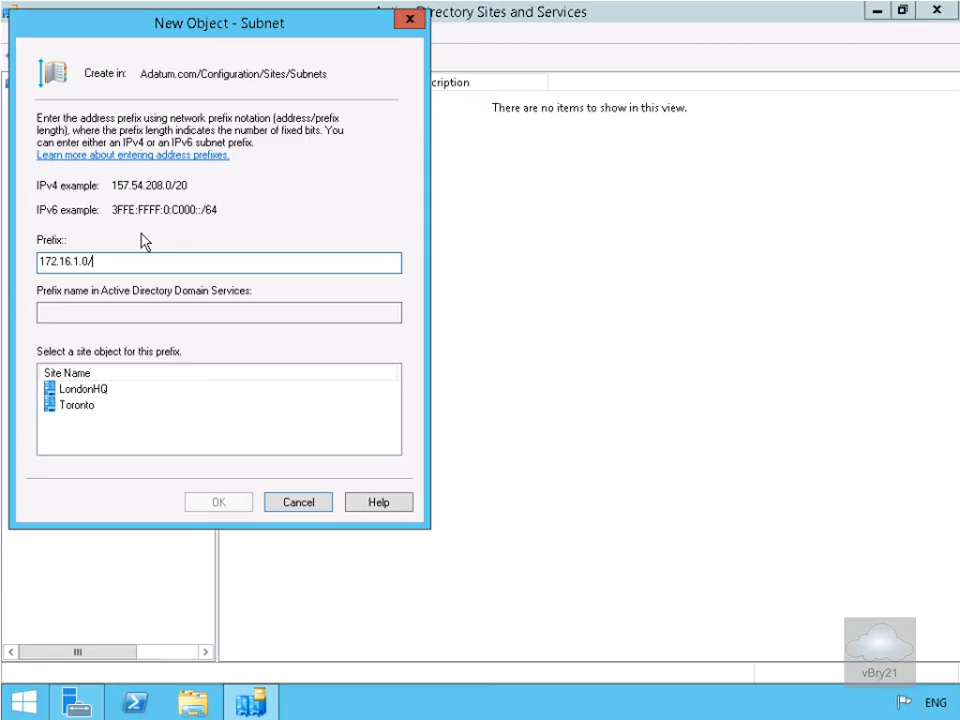 New Object - Subnet
Directory Sites and Services
Create in: Adatum.com/Configuration/Sites/Subnets
cription
There are no items to show in this view.
Enter the address prefix using network prefix notation (address/prefix
length), where the prefix length indicates the number of fixed bits. You
can enter either an IPv4 or an IPv6 subnet prefix.
Learn more about entering address prefixes.
IPv4 example: 157.54.208.0/20
IPv6 example: 3FFE:FFFF:0:C000::/64
Prefix::
172.16.1.0/
Prefix name in Active Directory Domain Services:
Select a site object for this prefix.
Site Name
LondonHQ
Toronto
OK Cancel Help
vBry21
ENG